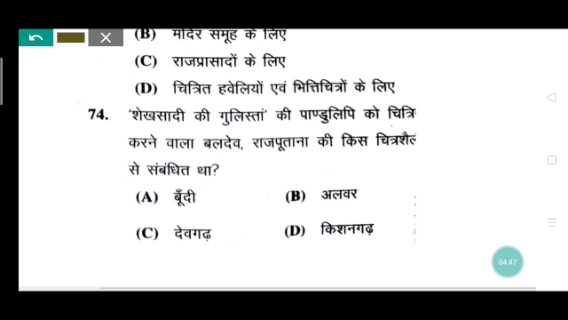 (B) मंदिर समूह के लिए
(C) राजप्रासादों के लिए
(D) चित्रित हवेलियों एवं भित्तिचित्रों के लिए
74. 'शेखसादी की गुलिस्तां' की पाण्डुलिपि को चित्रि
करने वाला बलदेव, राजपूताना की किस चित्रशैल
से संबंधित था?
(A) बूँदी (B) अलवर
(C) देवगढ़ (D) किशनगढ़
04:47